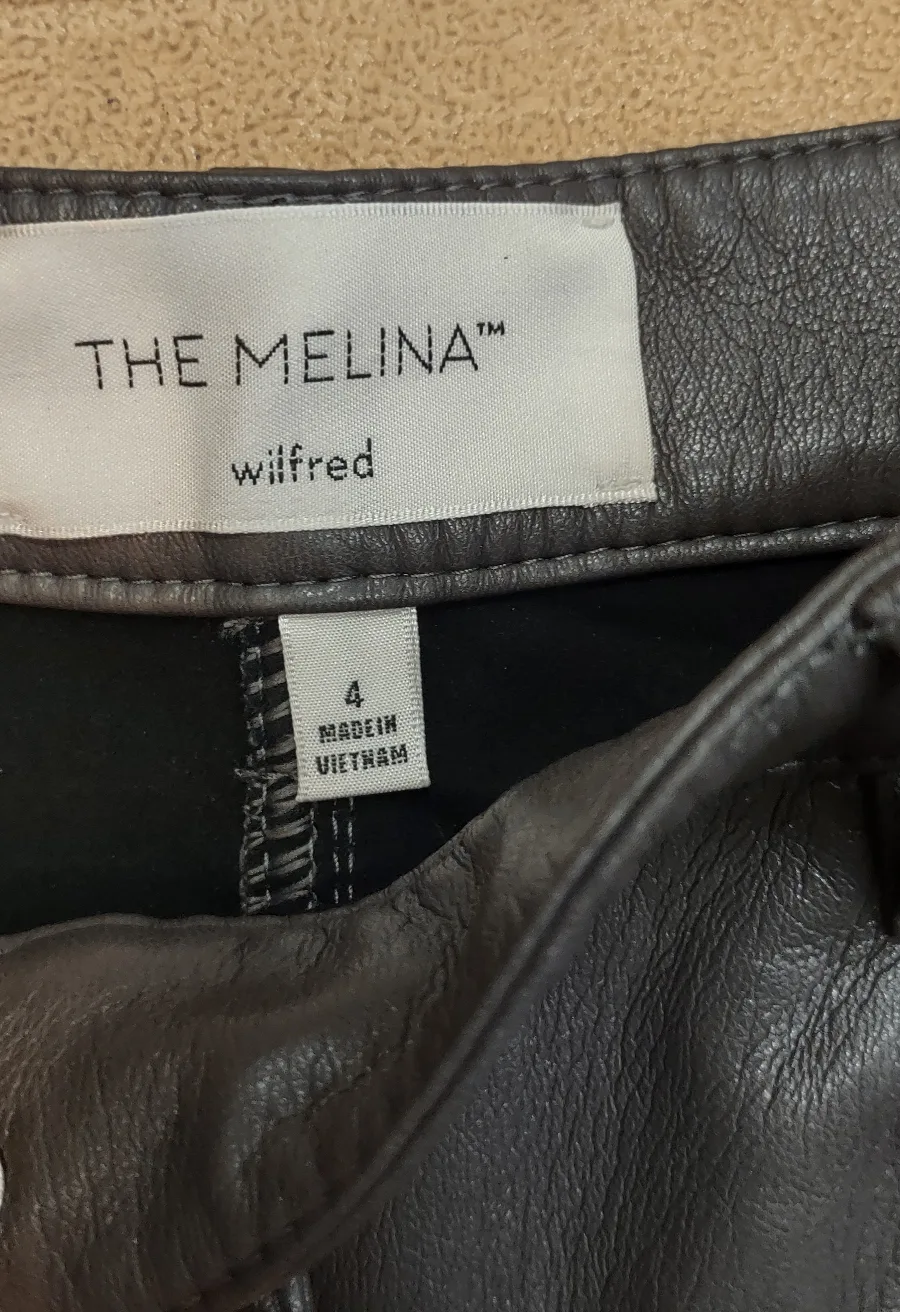 THE MELINA™
wilfred
4
MADE IN
VIETNAM